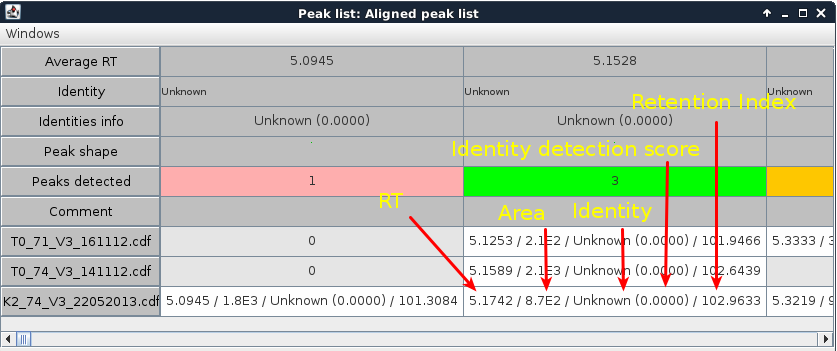 Peak list: Aligned peak list
Windows
Average RT 5.0945 5.1528
Identity Unknown Unknown Unknown
Retention Index
Identities info Unknown (0.0000) Unknown (0.0000)
Peak shape
Identity detection score
Peaks detected 1 3
RT
Comment
Area Identity
T0_71_V3_161112.cdf 0 5.1253 / 2.1E2 / Unknown (0.0000) / 101.9466 5.3333 / 3
T0_74_V3_141112.cdf 0 5.1589 / 2.1E3 / Unknown (0.0000) / 102.6439
K2_74_V3_22052013.cdf 5.0945 / 1.8E3 / Unknown (0.0000) / 101.3084 5.1742 / 8.7E2 / Unknown (0.0000) / 102.9633 5.3219 / 9